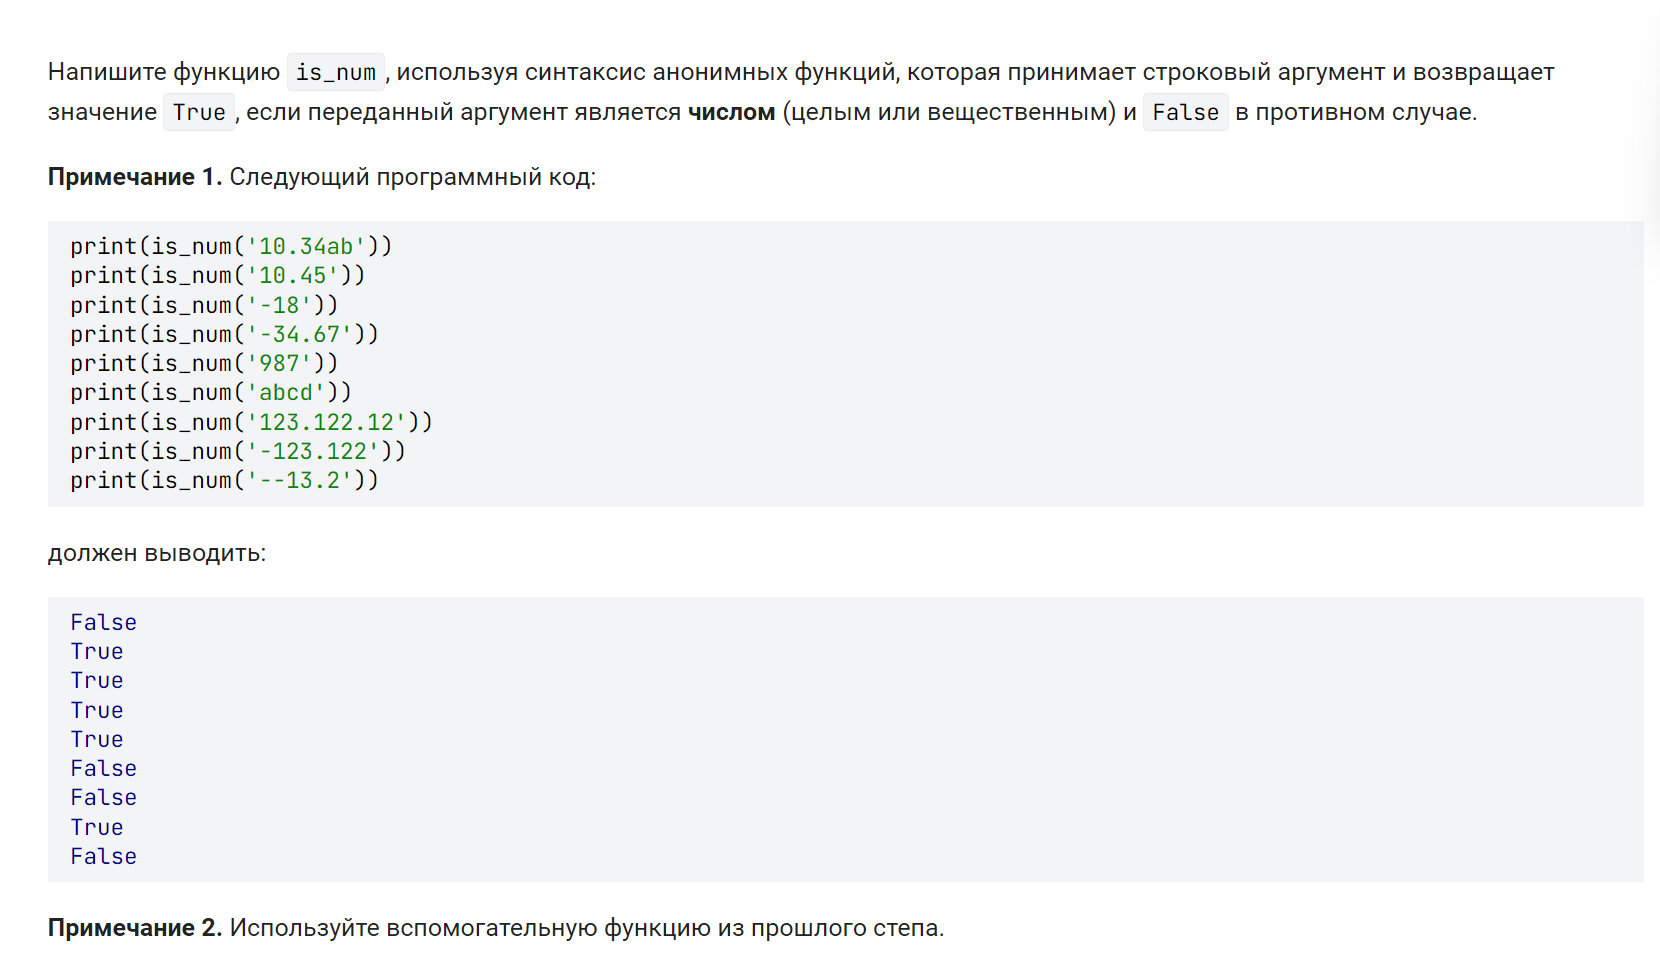 Напишите функцию is_num, используя синтаксис анонимных функций, которая принимает строковый аргумент и возвращает
значение True, если переданный аргумент является числом (целым или вещественным) и False в противном случае.
Примечание 1. Следующий программный код:
print(is_num('10.34ab'))
print(is_num('10.45'))
print(is_num('-18'))
print(is_num('-34.67'))
print(is_num('987'))
print(is_num('abcd'))
print(is_num('123.122.12'))
print(is_num('-123.122'))
print(is_num('--13.2'))
должен выводить:
False
True
True
True
True
False
False
True
False
Примечание 2. Используйте вспомогательную функцию из прошлого степа.